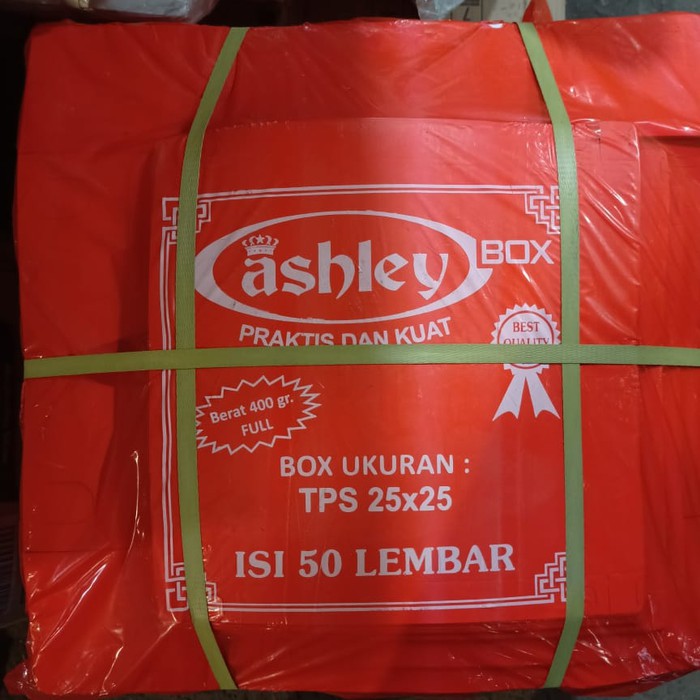 ashley BOX
PRAKTIS DAN KUAT
BEST
QUALITY
Berat 400 gr.
FULL
BOX UKURAN :
TPS 25x25
ISI 50 LEMBAR